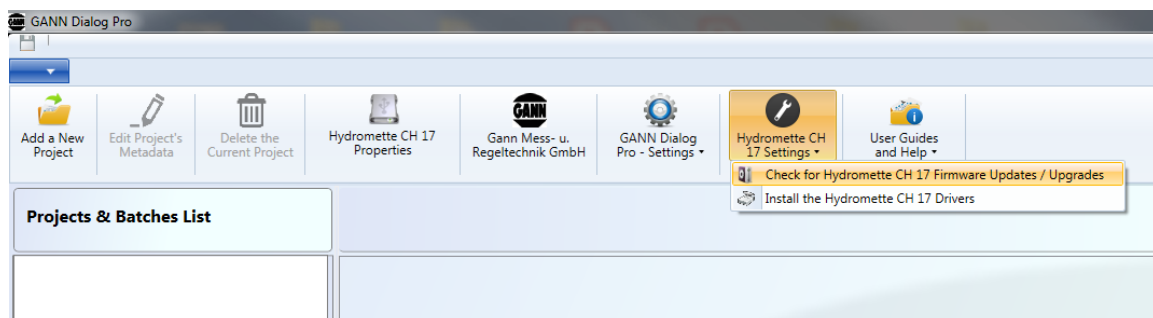 GANN Dialog Pro
Add a New
Project
Edit Project's
Metadata
Delete the
Current Project
Hydromette CH 17
Properties
GANN
Gann Mess- u.
Regeltechnik GmbH
GANN Dialog
Pro - Settings
Hydromette CH
17 Settings
User Guides
and Help
Check for Hydromette CH 17 Firmware Updates / Upgrades
Install the Hydromette CH 17 Drivers
Projects & Batches List